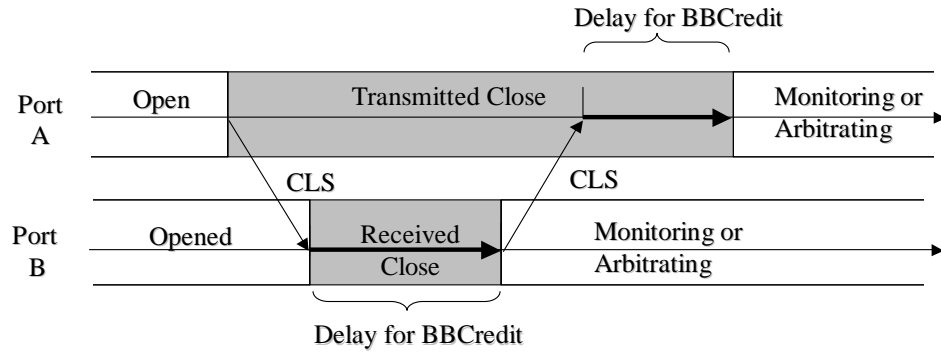 Delay for BBCredit
Port
A
Open
Transmitted Close
Monitoring or
Arbitrating
CLS
CLS
Port
B
Opened
Received
Close
Monitoring or
Arbitrating
Delay for BBCredit